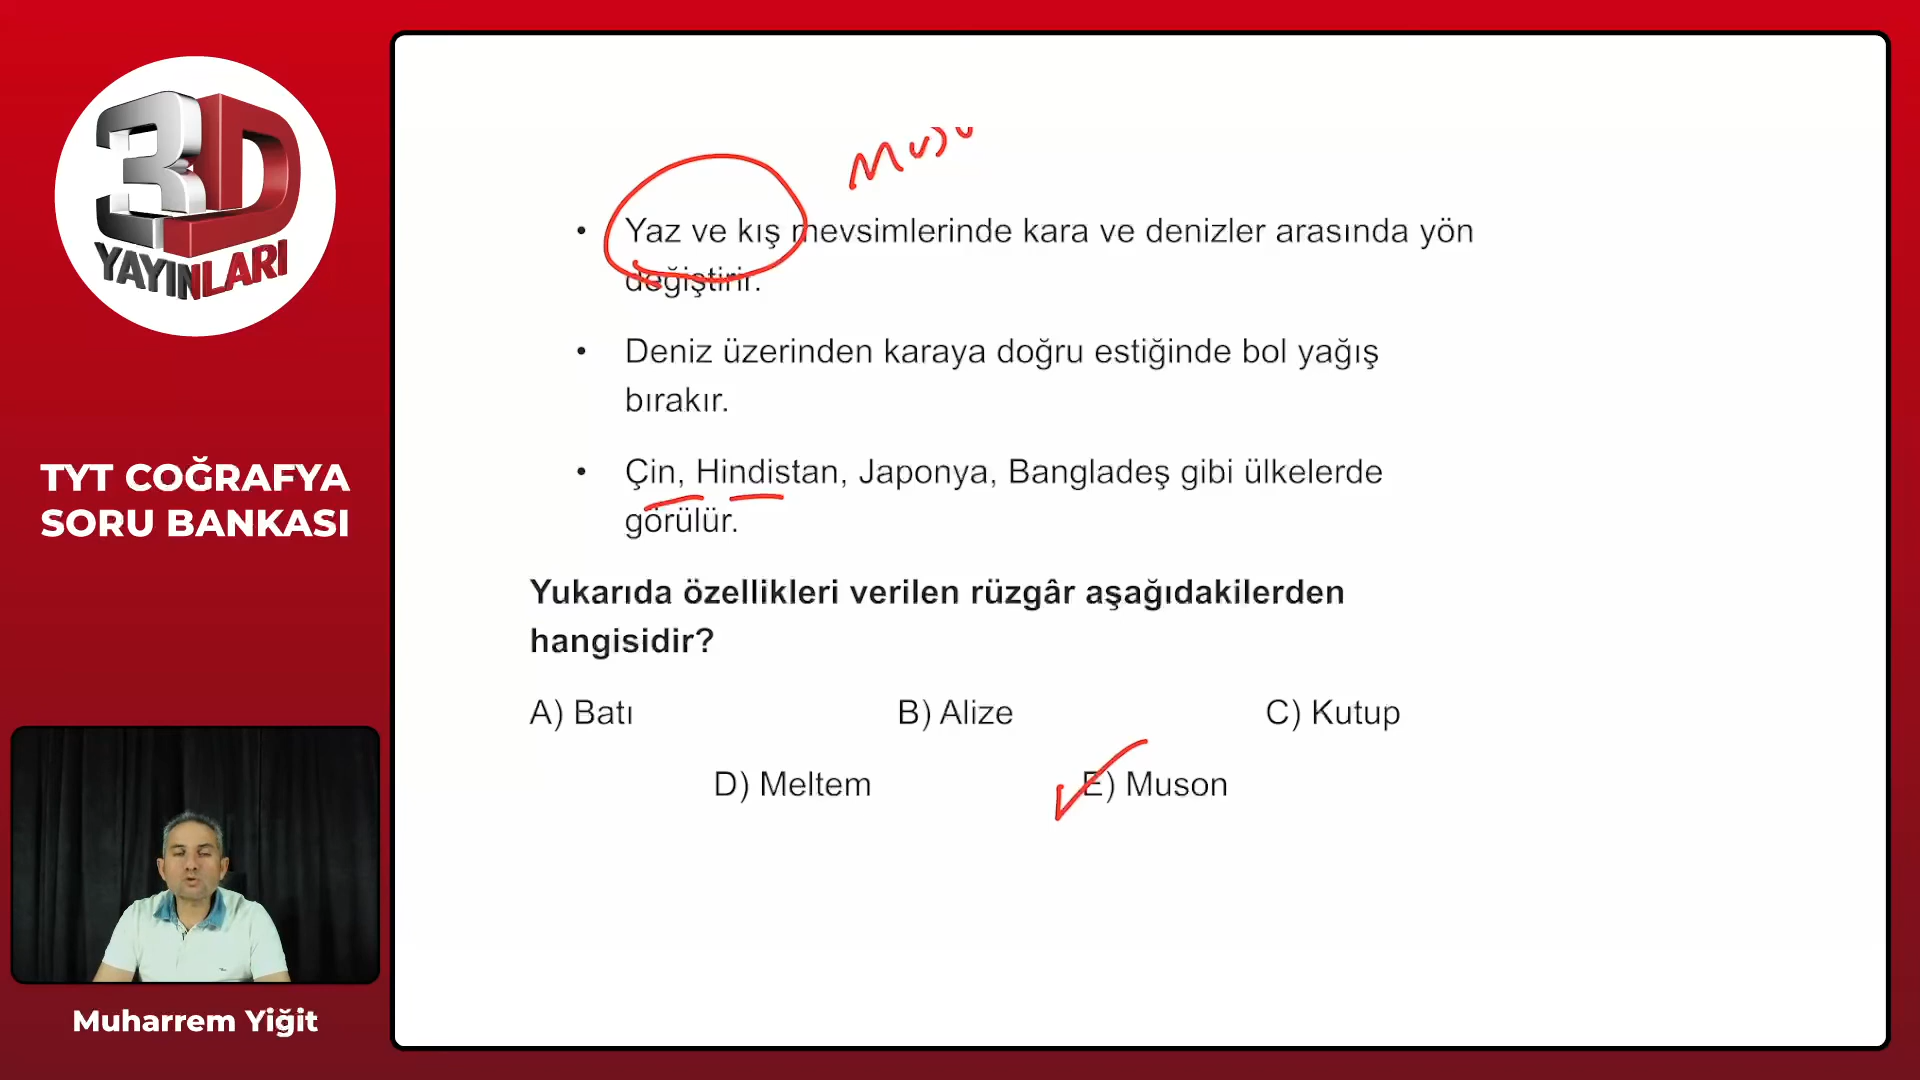 3D
YAYINLARI
TYT COĞRAFYA
SORU BANKASI
Muharrem Yiğit
• Yaz ve kış mevsimlerinde kara ve denizler arasında yön
değiştirir.
• Deniz üzerinden karaya doğru estiğinde bol yağış
bırakır.
• Çin, Hindistan, Japonya, Bangladeş gibi ülkelerde
görülür.
Yukarıda özellikleri verilen rüzgâr aşağıdakilerden
hangisidir?
A) Batı B) Alize C) Kutup
D) Meltem E) Muson